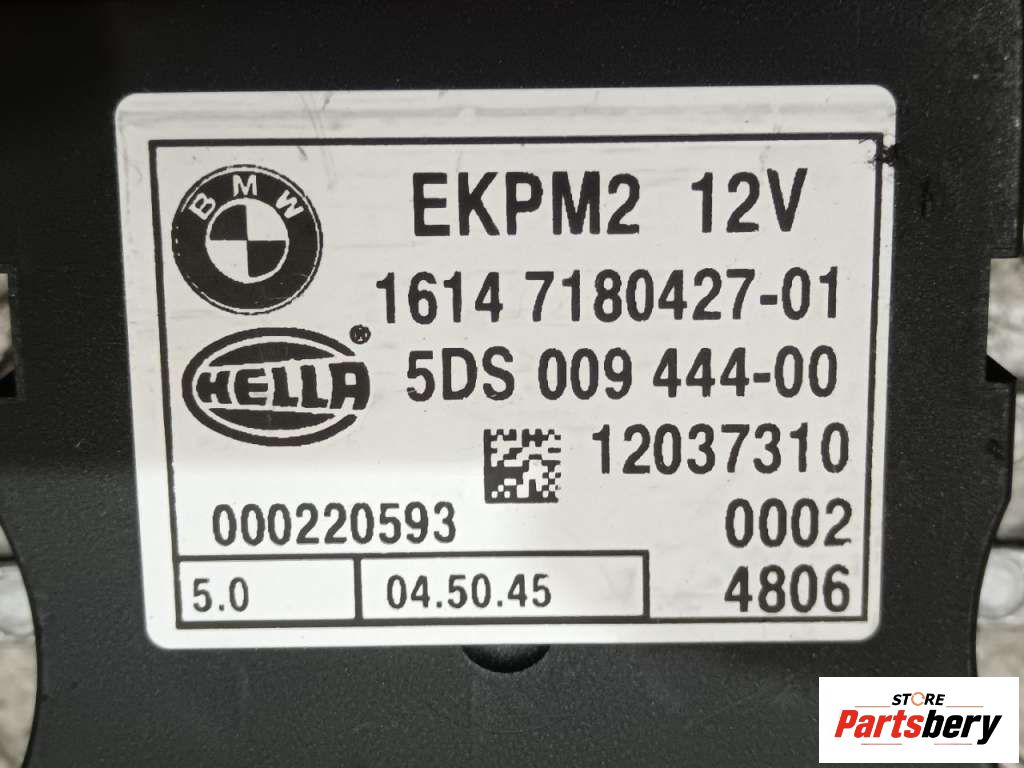 BMW
EKPM2 12V
1614 7180427-01
HELLA®
5DS 009 444-00
12037310
000220593
0002
5.0
04.50.45
4806
STORE
Partsbery